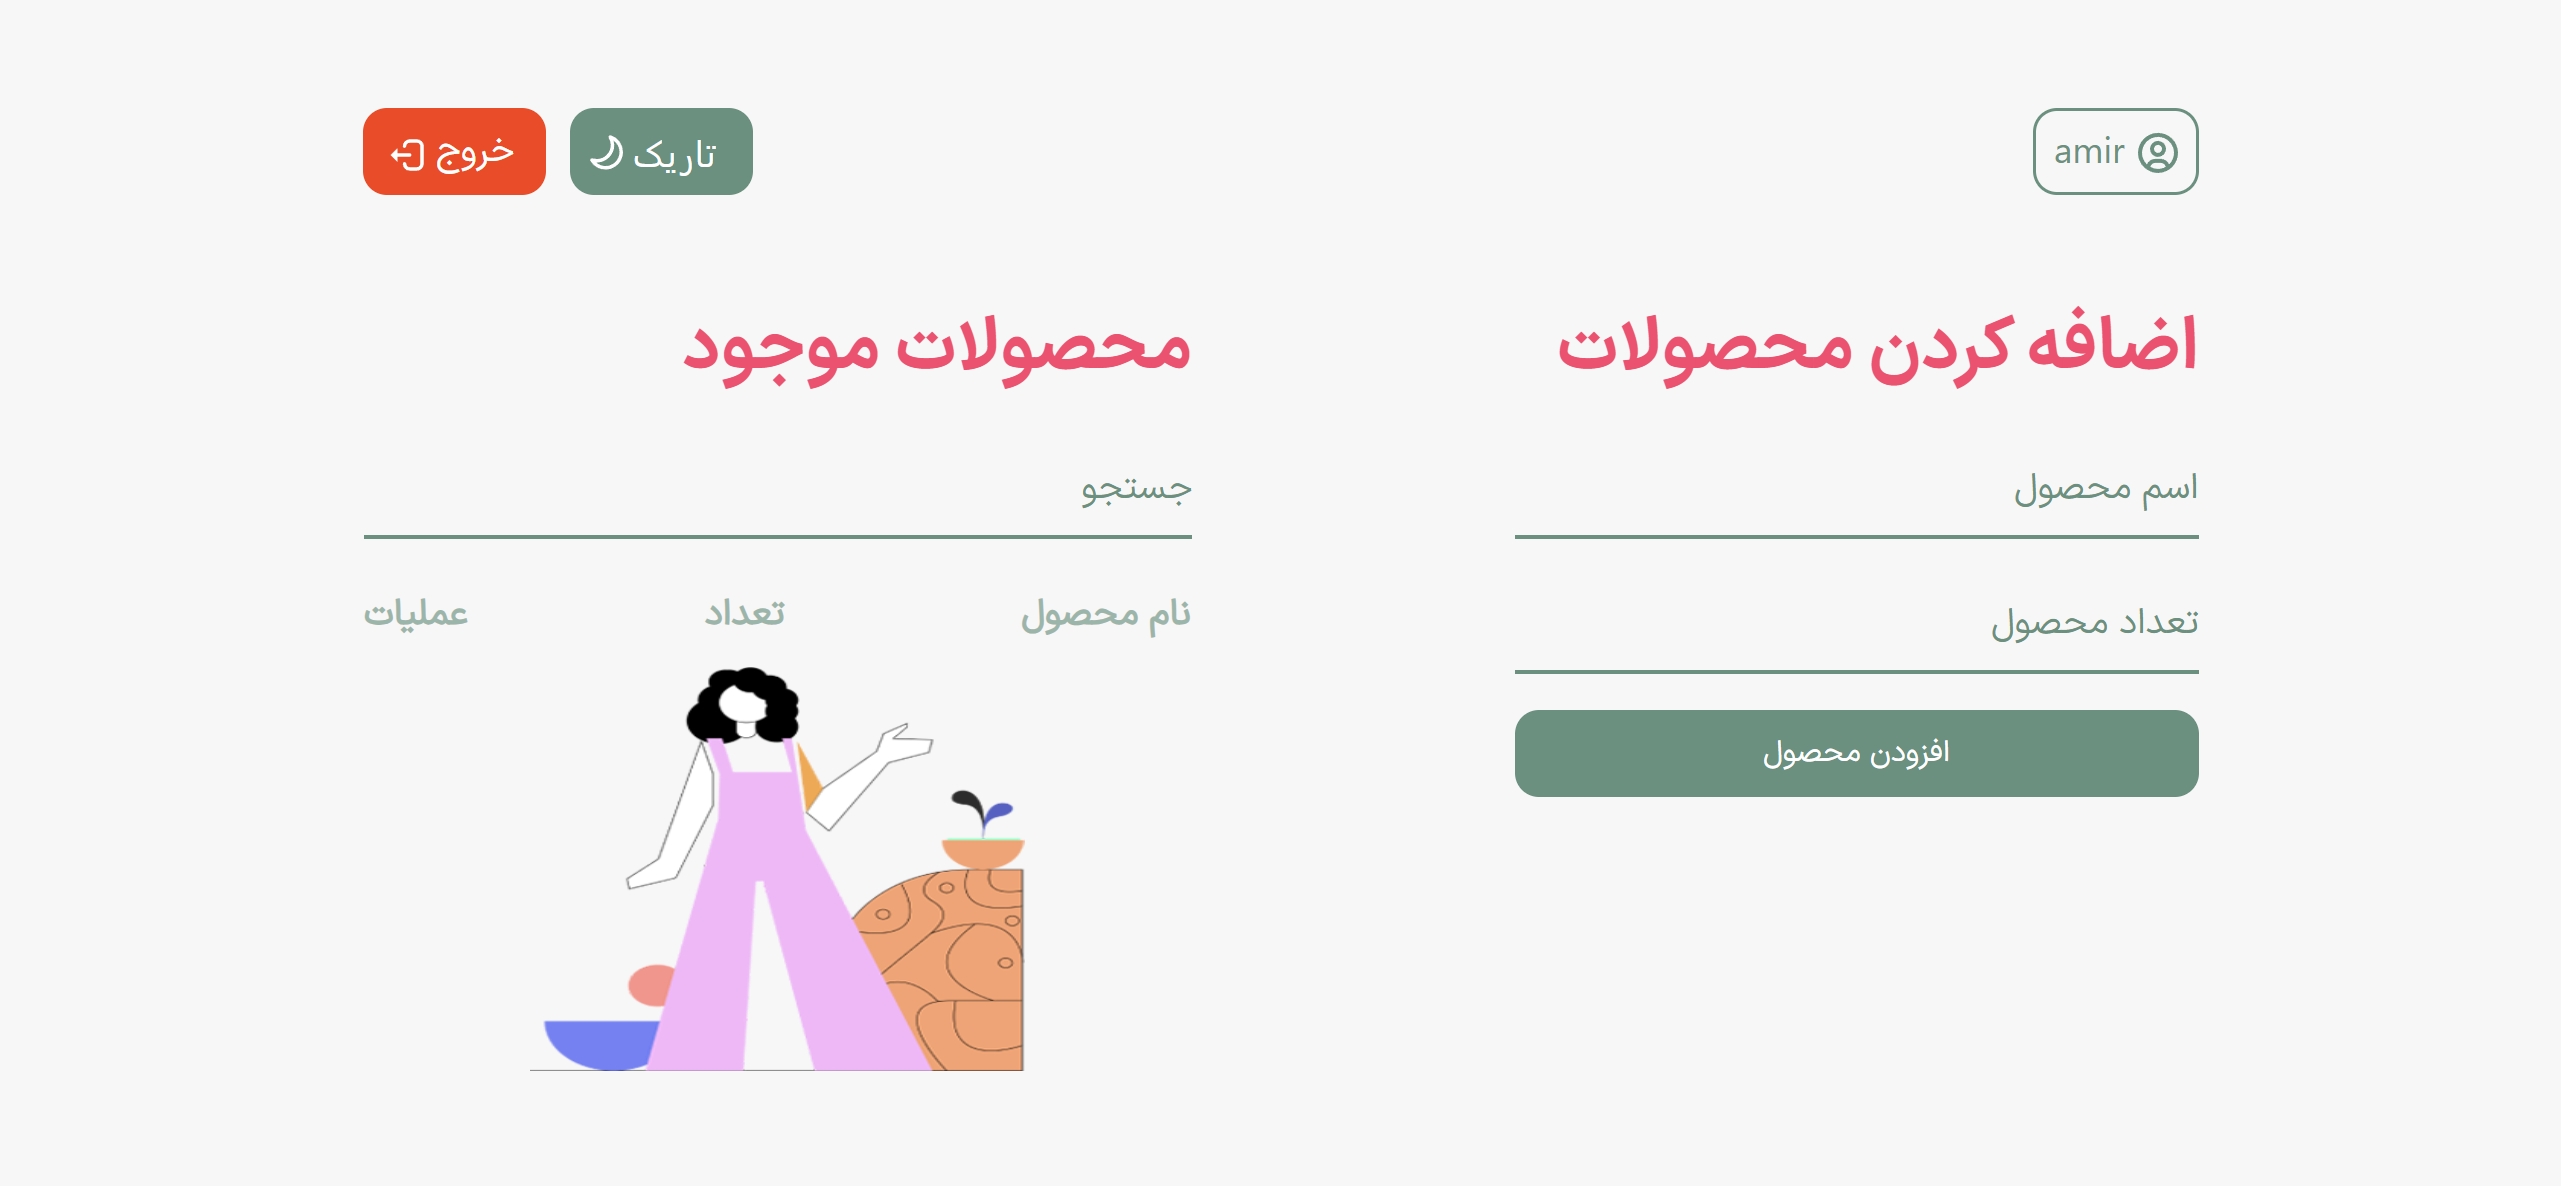 amir
تاریک
خروج
اضافه کردن محصولات
اسم محصول
تعداد محصول
افزودن محصول
محصولات موجود
جستجو
نام محصول تعداد عملیات